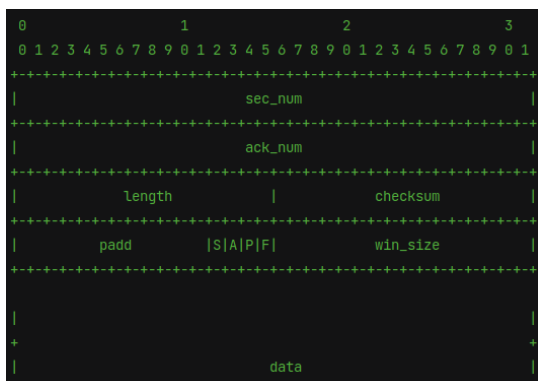 0                   1                   2                   3
0 1 2 3 4 5 6 7 8 9 0 1 2 3 4 5 6 7 8 9 0 1 2 3 4 5 6 7 8 9 0 1
+-+-+-+-+-+-+-+-+-+-+-+-+-+-+-+-+-+-+-+-+-+-+-+-+-+-+-+-+-+-+-+-+
|                            sec_num                            |
+-+-+-+-+-+-+-+-+-+-+-+-+-+-+-+-+-+-+-+-+-+-+-+-+-+-+-+-+-+-+-+-+
|                            ack_num                            |
+-+-+-+-+-+-+-+-+-+-+-+-+-+-+-+-+-+-+-+-+-+-+-+-+-+-+-+-+-+-+-+-+
|             length            |            checksum           |
+-+-+-+-+-+-+-+-+-+-+-+-+-+-+-+-+-+-+-+-+-+-+-+-+-+-+-+-+-+-+-+-+
|          padd         |S|A|P|F|            win_size           |
+-+-+-+-+-+-+-+-+-+-+-+-+-+-+-+-+-+-+-+-+-+-+-+-+-+-+-+-+-+-+-+-+
|                                                               |
+                                                               +
|                               data                            |